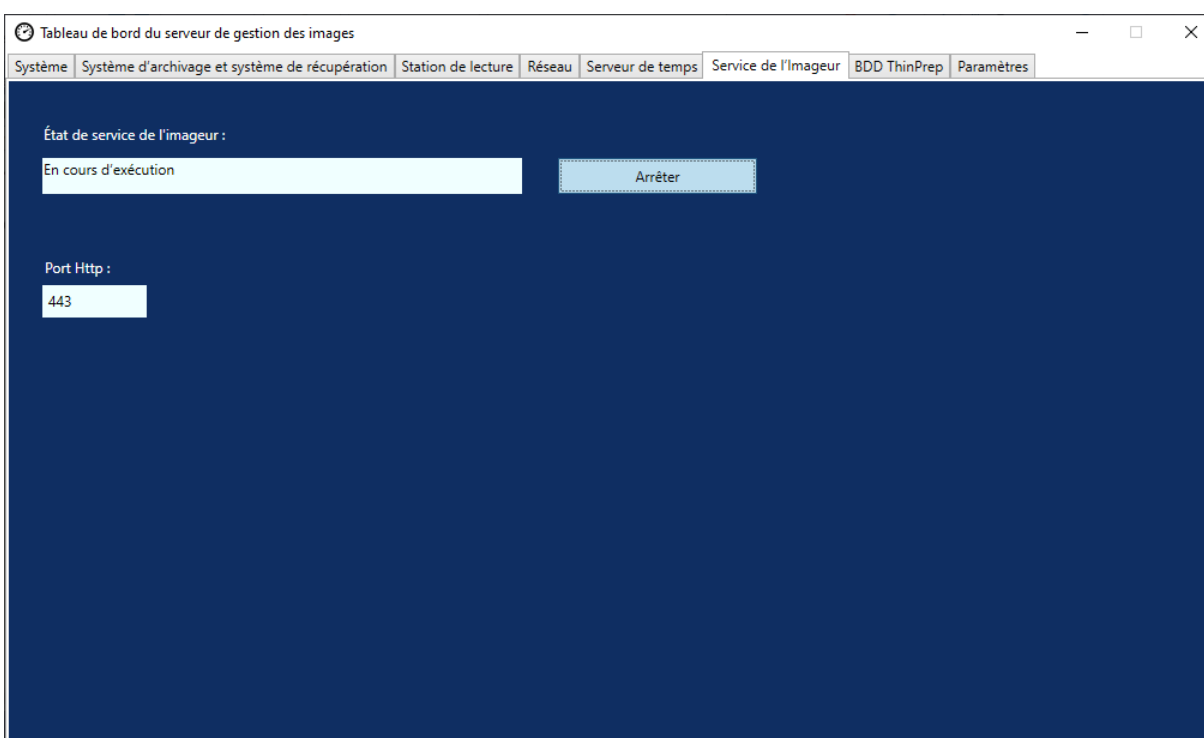 Tableau de bord du serveur de gestion des images
Système Système d'archivage et système de récupération Station de lecture Réseau Serveur de temps Service de l'Imageur BDD ThinPrep Paramètres
État de service de l'imageur :
En cours d'exécution Arrêter
Port Http :
443